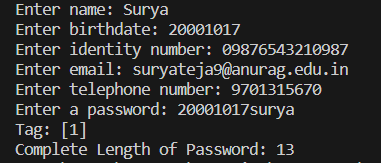 Enter name: Surya
Enter birthdate: 20001017
Enter identity number: 09876543210987
Enter email: suryateja9@anurag.edu.in
Enter telephone number: 9701315670
Enter a password: 20001017surya
Tag: [1]
Complete Length of Password: 13